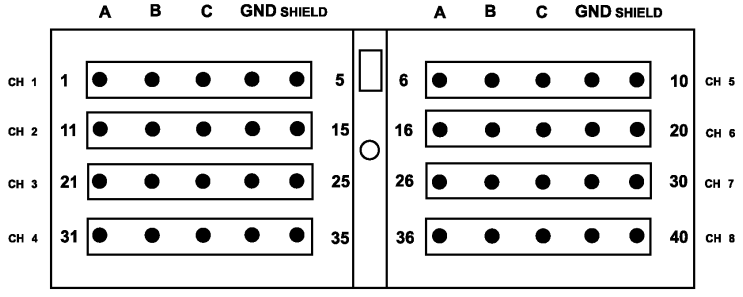 A B C GND SHIELD A B C GND SHIELD
CH 1 1 5 6 10 CH 5
CH 2 11 15 16 20 CH 6
CH 3 21 25 26 30 CH 7
CH 4 31 35 36 40 CH 8